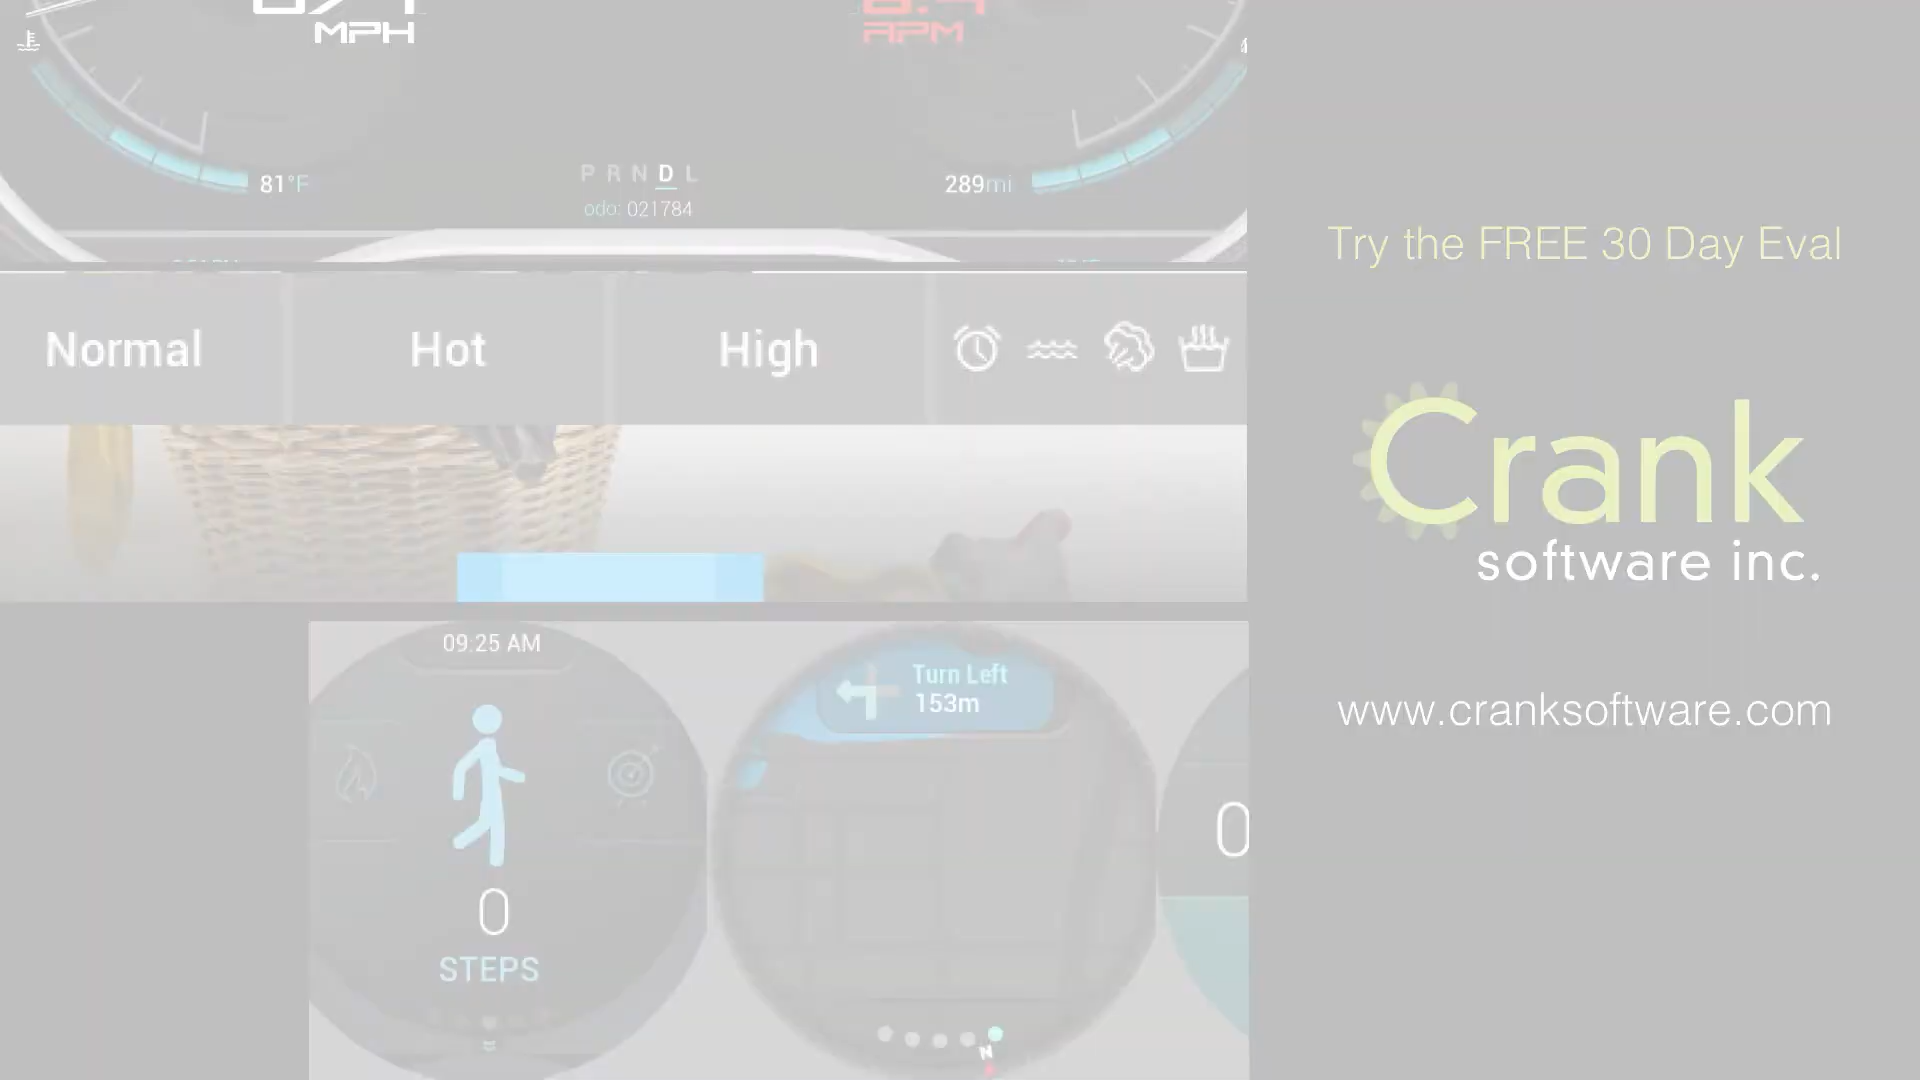 MPH
RPM
81°F
P R N D L
odo: 021784
289mi
Normal
Hot
High
09:25 AM
0
STEPS
Turn Left
153m
N
0
Try the FREE 30 Day Eval
Crank
software inc.
www.cranksoftware.com